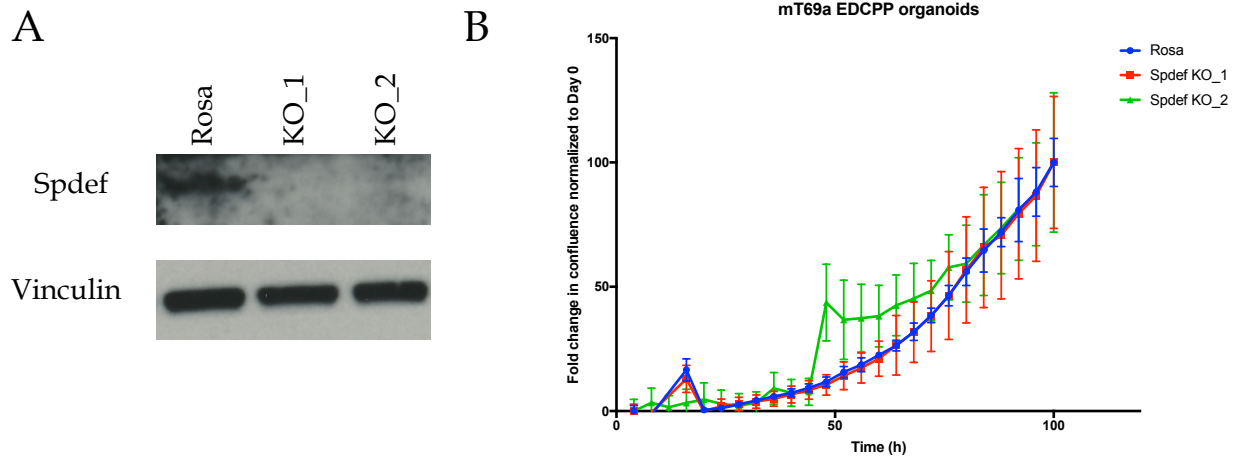 A
Rosa
KO_1
KO_2
Spdef
Vinculin
B
mT69a EDCPP organoids
Fold change in confluence normalized to Day 0
150
100
50
0
0
50
100
Time (h)
Rosa
Spdef KO_1
Spdef KO_2